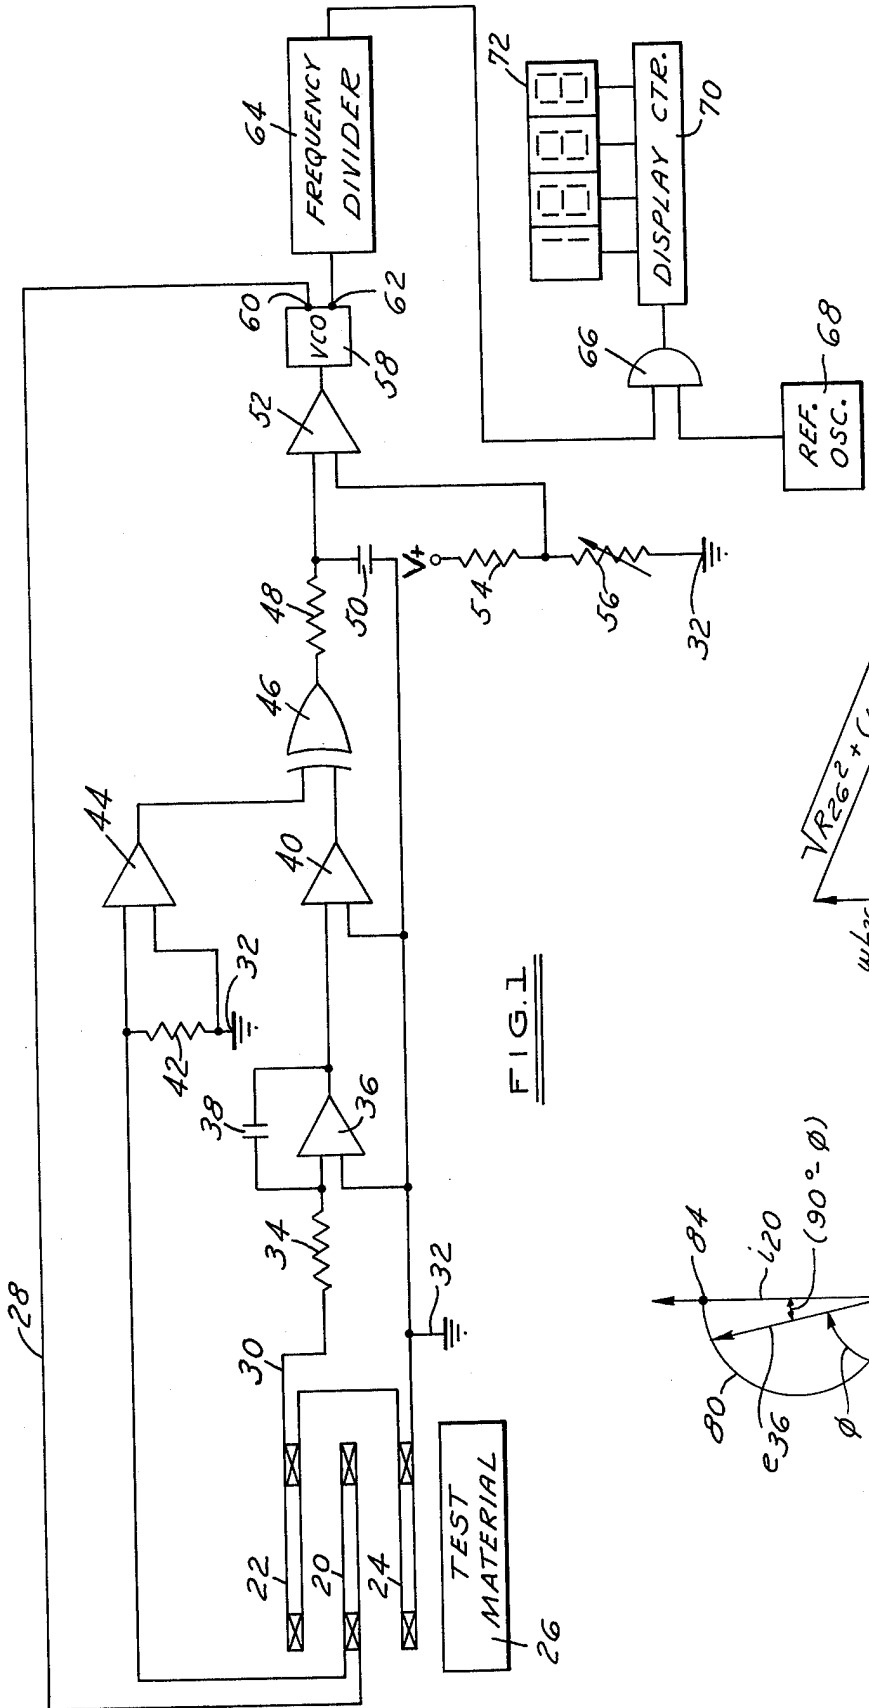 28
44
42
32
30
34
38
36
40
46
48
50
52
V+
54
56
32
60
VCO
62
58
64
FREQUENCY
DIVIDER
22
20
24
32
TEST
MATERIAL
26
66
REF.
OSC.
68
72
DISPLAY CTR.
70
FIG.1
80
84
e36
i20
(90°-φ)
φ